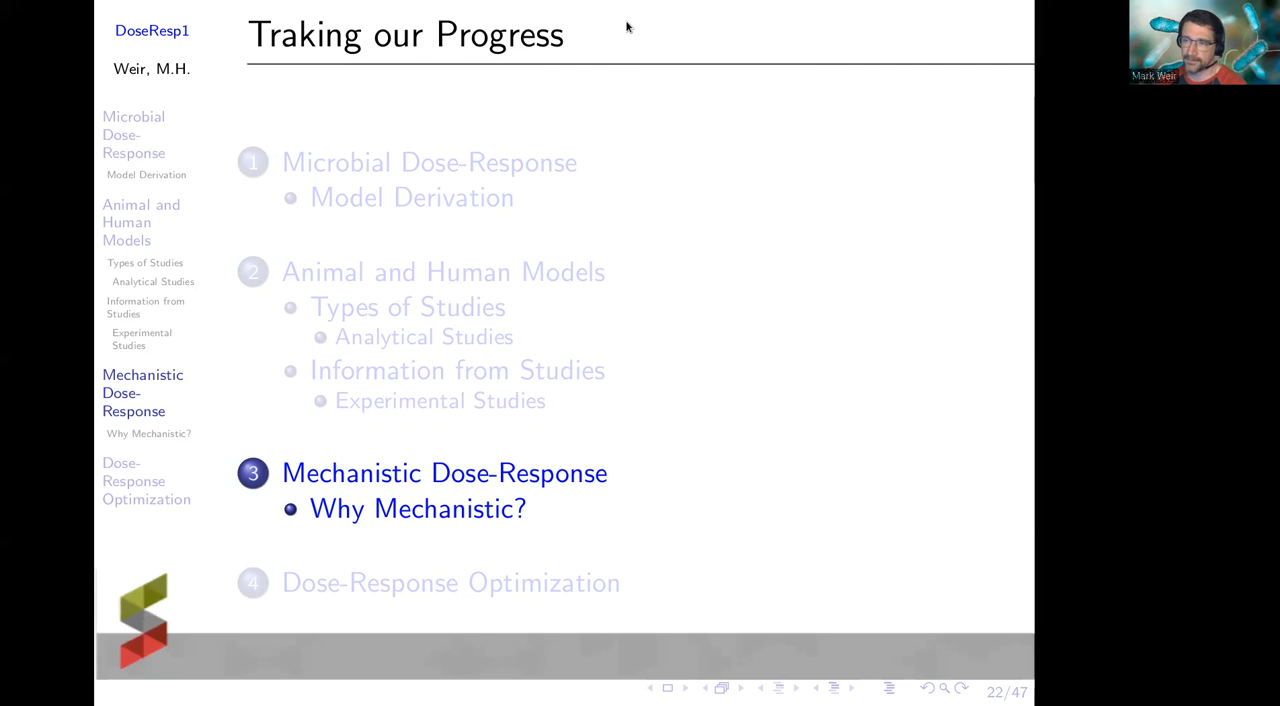 DoseResp1
Weir, M.H.
Microbial
Dose-
Response
Model Derivation
Animal and
Human
Models
Types of Studies
Analytical Studies
Information from
Studies
Experimental
Studies
Mechanistic
Dose-
Response
Why Mechanistic?
Dose-
Response
Optimization
Traking our Progress
1 Microbial Dose-Response
Model Derivation
2 Animal and Human Models
Types of Studies
Analytical Studies
Information from Studies
Experimental Studies
3 Mechanistic Dose-Response
Why Mechanistic?
4 Dose-Response Optimization
22/47
Mark Weir